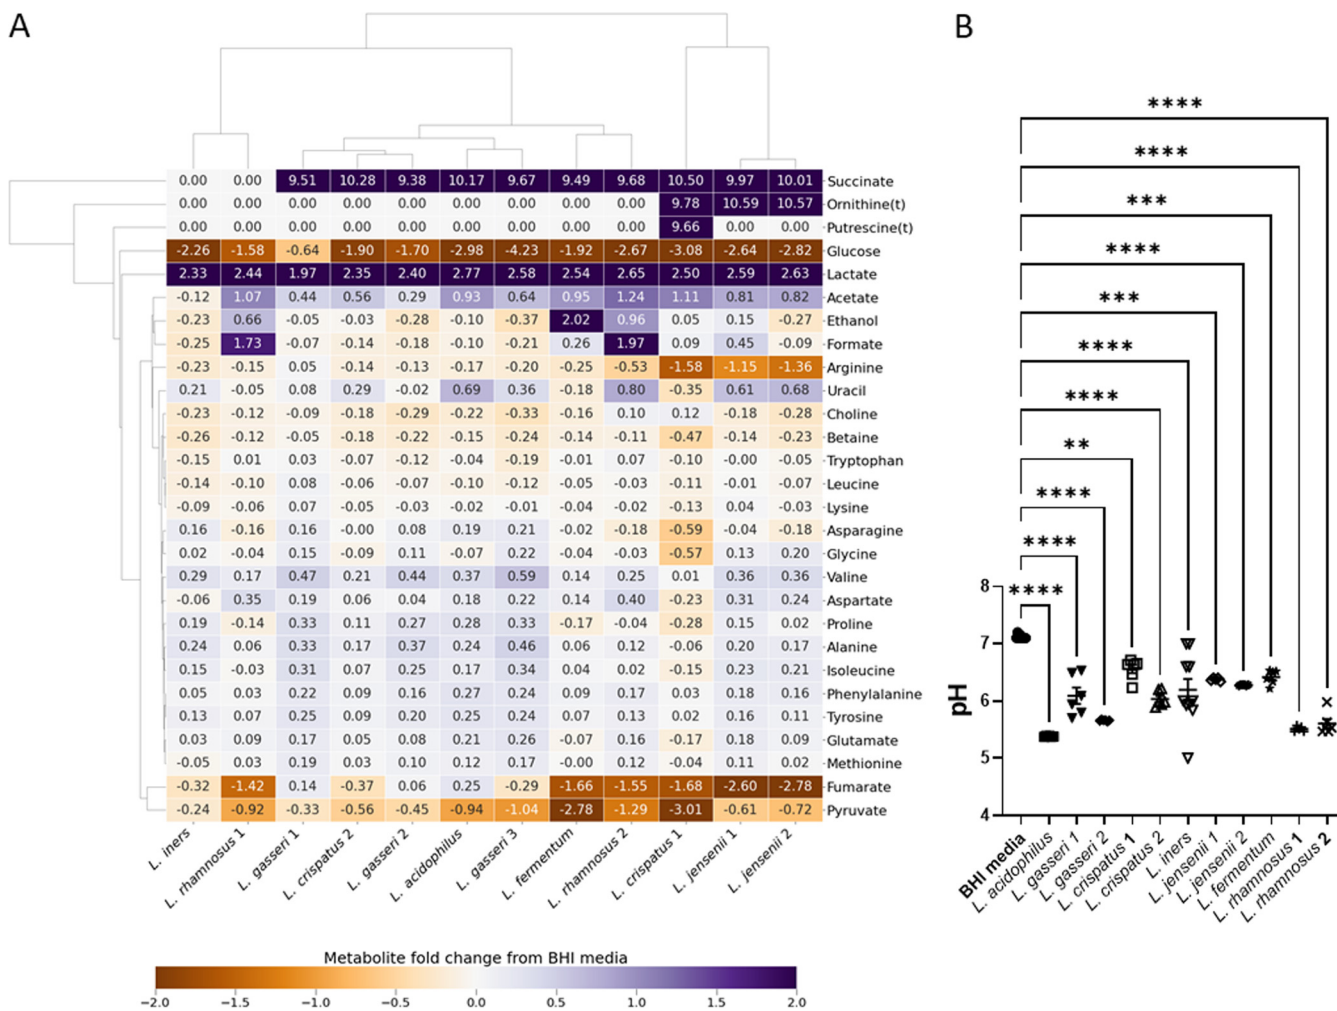 A
0.00 0.00 9.51 10.28 9.38 10.17 9.67 9.49 9.68 10.50 9.97 10.01 Succinate
0.00 0.00 0.00 0.00 0.00 0.00 0.00 0.00 0.00 9.78 10.59 10.57 Ornithine(t)
0.00 0.00 0.00 0.00 0.00 0.00 0.00 0.00 0.00 9.66 0.00 0.00 Putrescine(t)
-2.26 -1.58 -0.64 -1.90 -1.70 -2.98 -4.23 -1.92 -2.67 -3.08 -2.64 -2.82 Glucose
2.33 2.44 1.97 2.35 2.40 2.77 2.58 2.54 2.65 2.50 2.59 2.63 Lactate
-0.12 1.07 0.44 0.56 0.29 0.93 0.64 0.95 1.24 1.11 0.81 0.82 Acetate
-0.23 0.66 -0.05 -0.03 -0.28 -0.10 -0.37 2.02 0.96 0.05 0.15 -0.27 Ethanol
-0.25 1.73 -0.07 -0.14 -0.18 -0.10 -0.21 0.26 1.97 0.09 0.45 -0.09 Formate
-0.23 -0.15 0.05 -0.14 -0.13 -0.17 -0.20 -0.25 -0.53 -1.58 -1.15 -1.36 Arginine
0.21 -0.05 0.08 0.29 -0.02 0.69 0.36 -0.18 0.80 -0.35 0.61 0.68 Uracil
-0.23 -0.12 -0.09 -0.18 -0.29 -0.22 -0.33 -0.16 0.10 0.12 -0.18 -0.28 Choline
-0.26 -0.12 -0.05 -0.18 -0.22 -0.15 -0.24 -0.14 -0.11 -0.47 -0.14 -0.23 Betaine
-0.15 0.01 0.03 -0.07 -0.12 -0.04 -0.19 -0.01 0.07 -0.10 -0.00 -0.05 Tryptophan
-0.14 -0.10 0.08 -0.06 -0.07 -0.10 -0.12 -0.05 -0.03 -0.11 -0.01 -0.07 Leucine
-0.09 -0.06 0.07 -0.05 -0.03 -0.02 -0.01 -0.04 -0.02 -0.13 0.04 -0.03 Lysine
0.16 -0.16 0.16 -0.00 0.08 0.19 0.21 -0.02 -0.18 -0.59 -0.04 -0.18 Asparagine
0.02 -0.04 0.15 -0.09 0.11 -0.07 0.22 -0.04 -0.03 -0.57 0.13 0.20 Glycine
0.29 0.17 0.47 0.21 0.44 0.37 0.59 0.14 0.25 0.01 0.36 0.36 Valine
-0.06 0.35 0.19 0.06 0.04 0.18 0.22 0.14 0.40 -0.23 0.31 0.24 Aspartate
0.19 -0.14 0.33 0.11 0.27 0.28 0.33 -0.17 -0.04 -0.28 0.15 0.02 Proline
0.24 0.06 0.33 0.17 0.37 0.24 0.46 0.06 0.12 -0.06 0.20 0.17 Alanine
0.15 -0.03 0.31 0.07 0.25 0.17 0.34 0.04 0.02 -0.15 0.23 0.21 Isoleucine
0.05 0.03 0.22 0.09 0.16 0.16 0.24 0.09 0.17 0.03 0.18 0.16 Phenylalanine
0.13 0.07 0.25 0.09 0.20 0.25 0.24 0.07 0.13 0.02 0.16 0.11 Tyrosine
0.03 0.09 0.17 0.05 0.08 0.21 0.26 -0.07 0.16 -0.17 0.18 0.09 Glutamate
-0.05 0.03 0.19 0.03 0.10 0.12 0.17 -0.00 0.12 -0.04 0.11 0.02 Methionine
-0.32 -1.42 0.14 -0.37 0.06 0.25 -0.29 -1.66 -1.55 -1.68 -2.60 -2.78 Fumarate
-0.24 -0.92 -0.33 -0.56 -0.45 -0.94 -1.04 -2.78 -1.29 -3.01 -0.61 -0.72 Pyruvate
L. iners
L. rhamnosus 1
L. gasseri 1
L. crispatus 2
L. gasseri 2
L. acidophilus
L. gasseri 3
L. fermentum
L. rhamnosus 2
L. crispatus 1
L. jensenii 1
L. jensenii 2
Metabolite fold change from BHI media
−2.0 −1.5 −1.0 −0.5 0.0 0.5 1.0 1.5 2.0
B
****
****
***
****
***
****
****
**
****
****
****
8
7
6
5
4
pH
BHI media
L. acidophilus
L. gasseri 1
L. gasseri 2
L. crispatus 1
L. crispatus 2
L. iners
L. jensenii 1
L. jensenii 2
L. fermentum
L. rhamnosus 1
L. rhamnosus 2